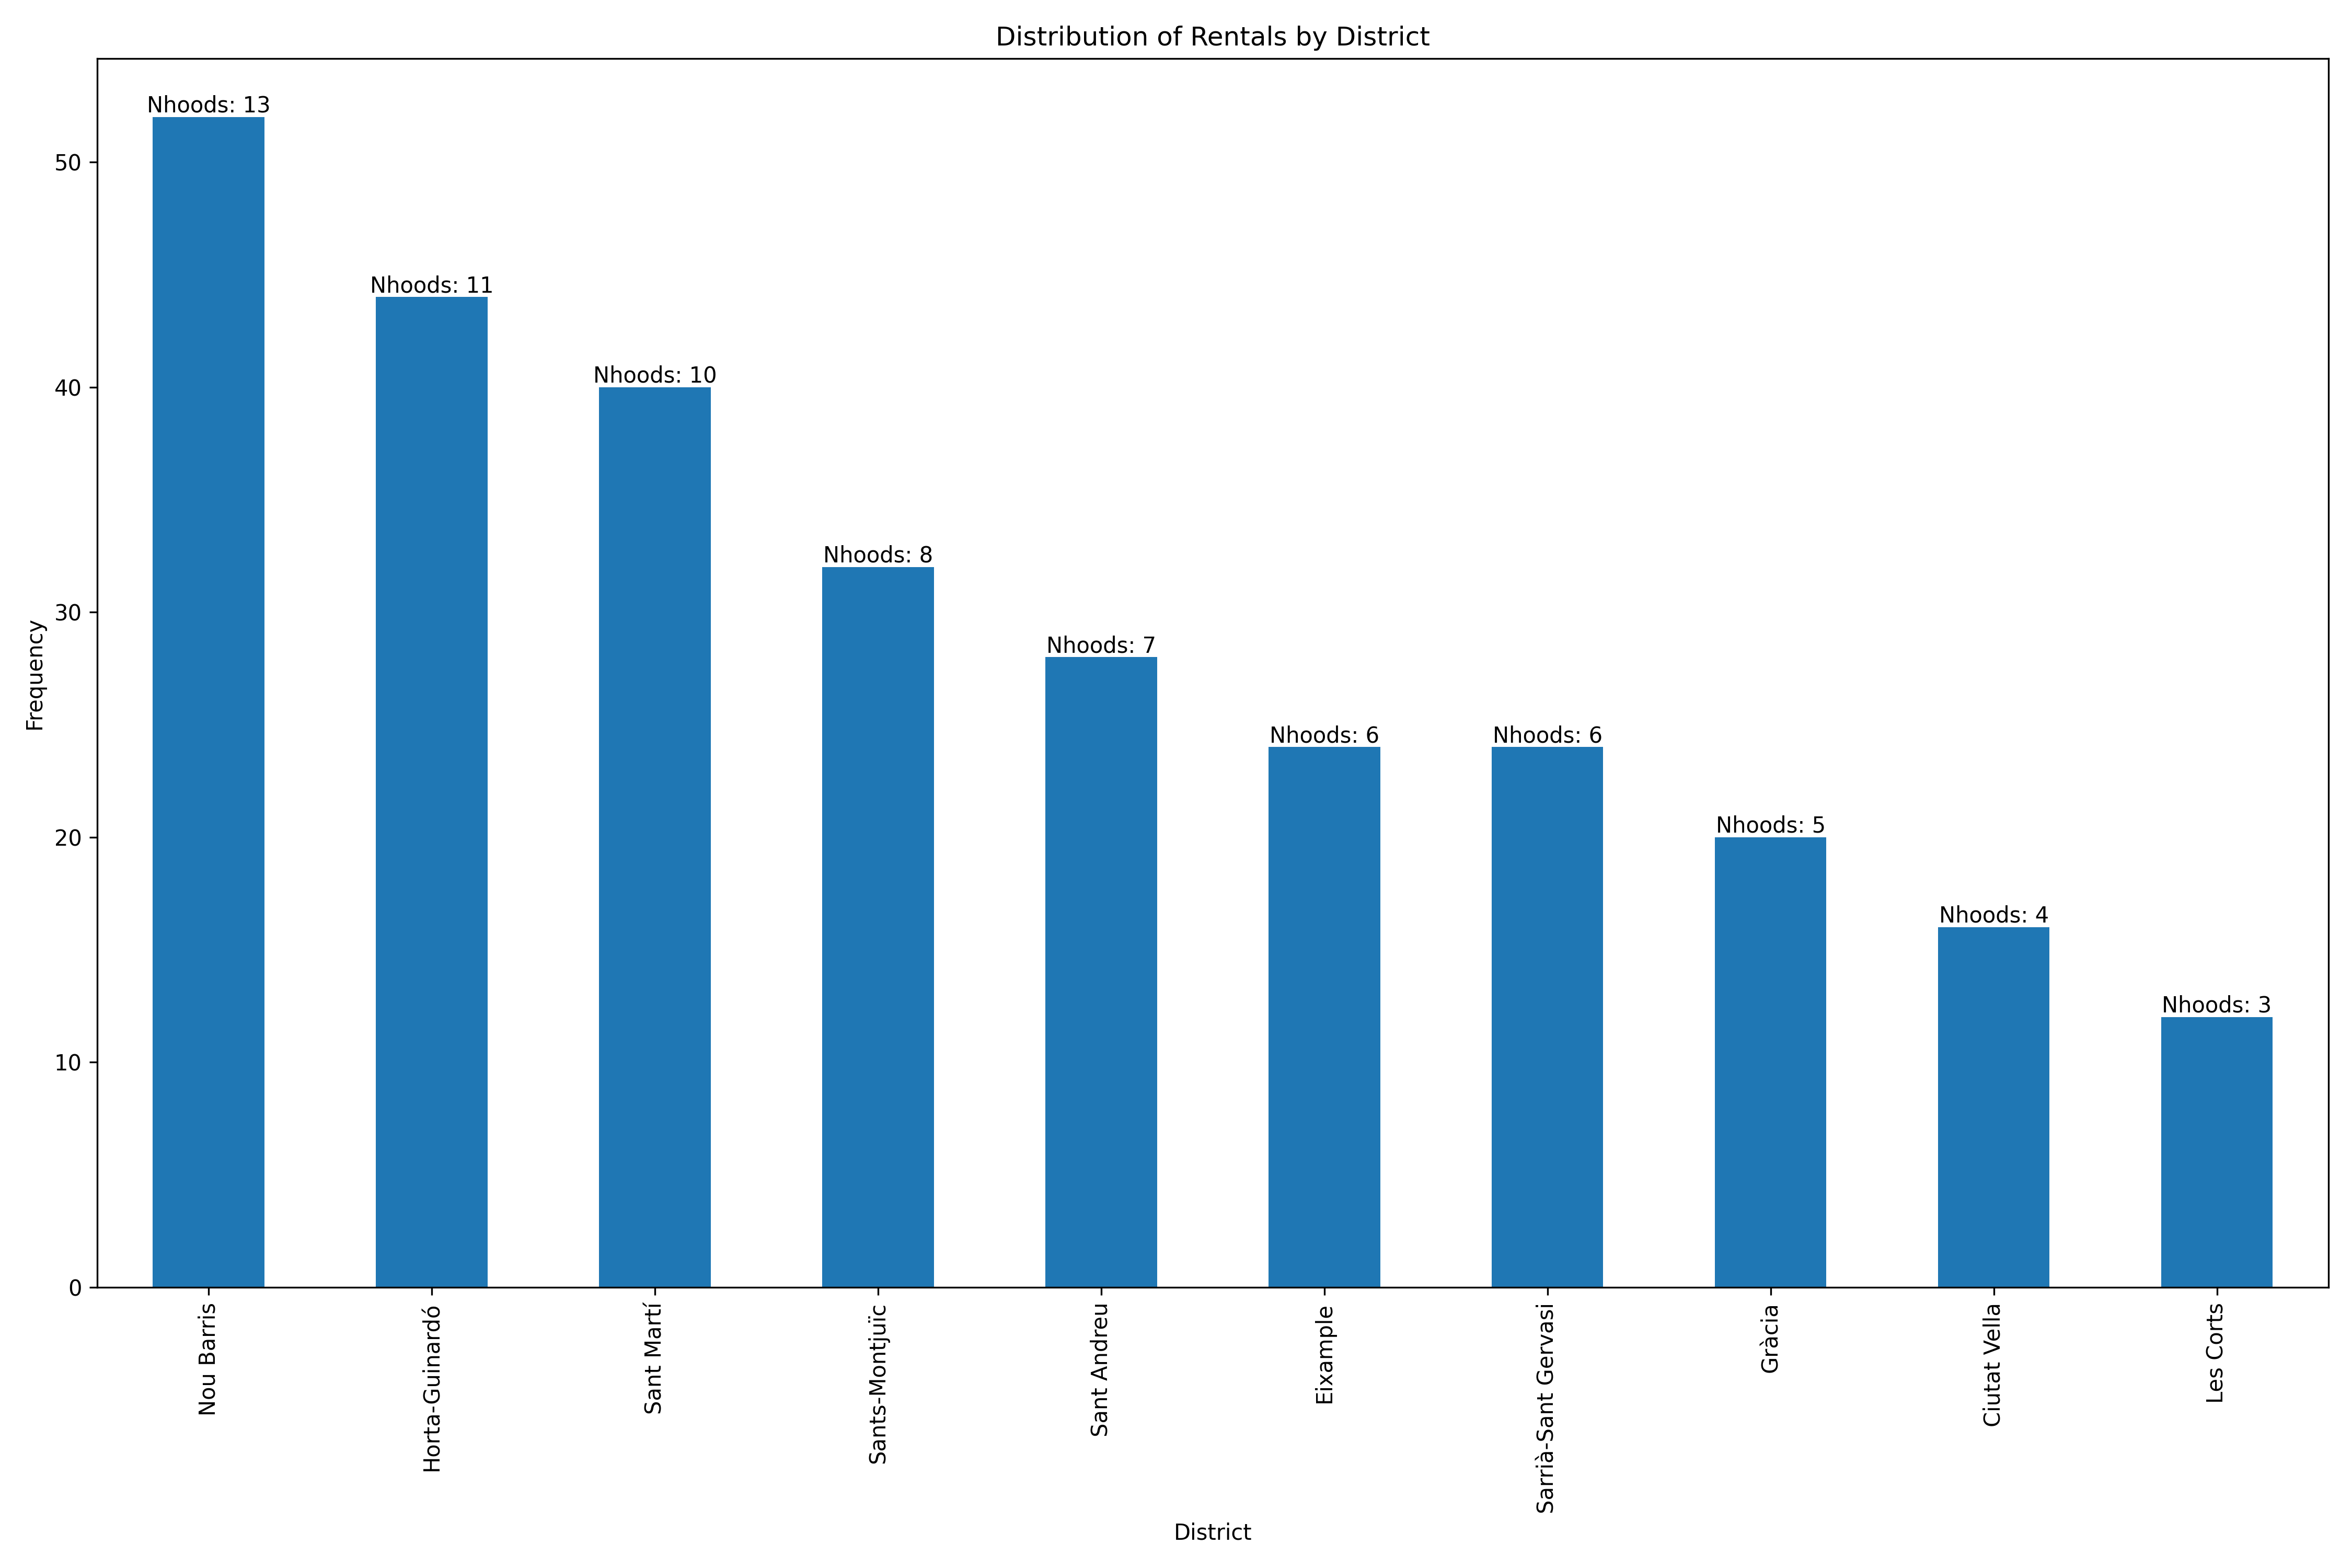 Distribution of Rentals by District
Nhoods: 13
Nhoods: 11
Nhoods: 10
Nhoods: 8
Nhoods: 7
Nhoods: 6
Nhoods: 6
Nhoods: 5
Nhoods: 4
Nhoods: 3
50
40
30
20
10
0
Frequency
Nou Barris
Horta-Guinardó
Sant Martí
Sants-Montjuïc
Sant Andreu
Eixample
Sarrià-Sant Gervasi
Gràcia
Ciutat Vella
Les Corts
District